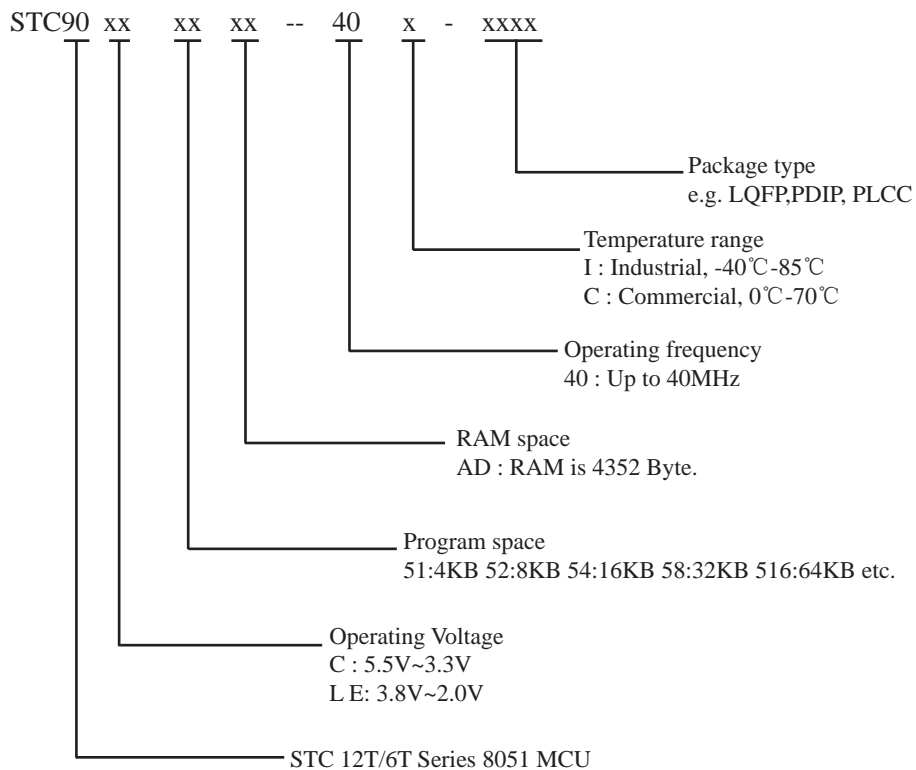 STC90 xx xx xx -- 40 x - xxxx
Package type
e.g. LQFP,PDIP, PLCC
Temperature range
I : Industrial, -40℃-85℃
C : Commercial, 0℃-70℃
Operating frequency
40 : Up to 40MHz
RAM space
AD : RAM is 4352 Byte.
Program space
51:4KB 52:8KB 54:16KB 58:32KB 516:64KB etc.
Operating Voltage
C : 5.5V~3.3V
L E: 3.8V~2.0V
STC 12T/6T Series 8051 MCU